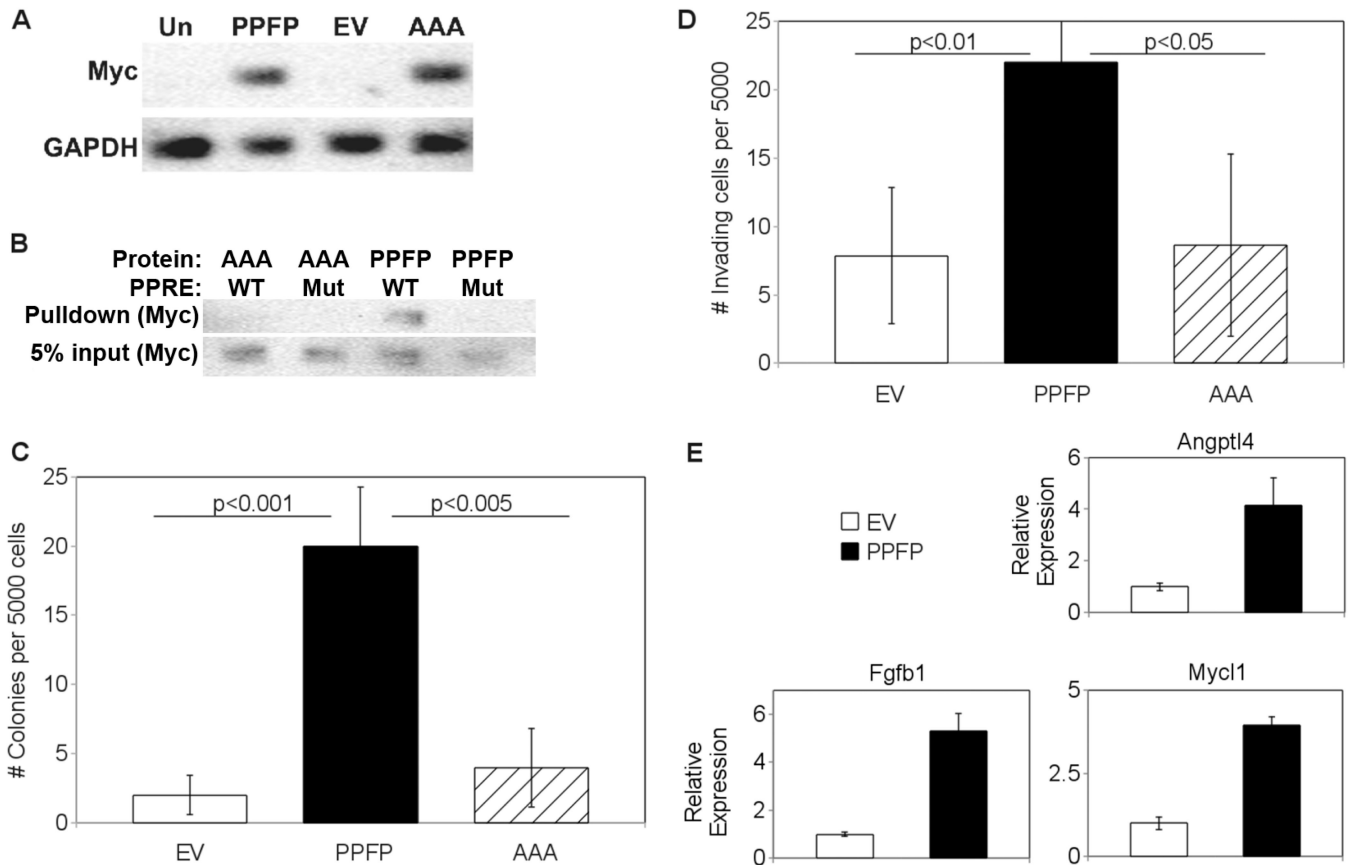 A
Un PPFP EV AAA
Myc
GAPDH
B
Protein: AAA AAA PPFP PPFP
PPRE: WT Mut WT Mut
Pulldown (Myc)
5% input (Myc)
C
# Colonies per 5000 cells
25
20
15
10
5
0
p<0.001 p<0.005
EV PPFP AAA
D
# Invading cells per 5000
25
20
15
10
5
0
p<0.01 p<0.05
EV PPFP AAA
E
EV
PPFP
Angptl4
Relative
Expression
6
4
2
0
Fgfb1
Relative
Expression
6
4
2
0
Mycl1
5
2.5
0